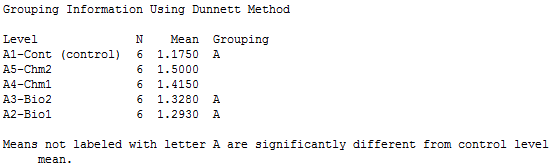 Grouping Information Using Dunnett Method
Level N Mean Grouping
A1-Cont (control) 6 1.1750 A
A5-Chm2 6 1.5000
A4-Chm1 6 1.4150
A3-Bio2 6 1.3280 A
A2-Bio1 6 1.2930 A
Means not labeled with letter A are significantly different from control level
mean.